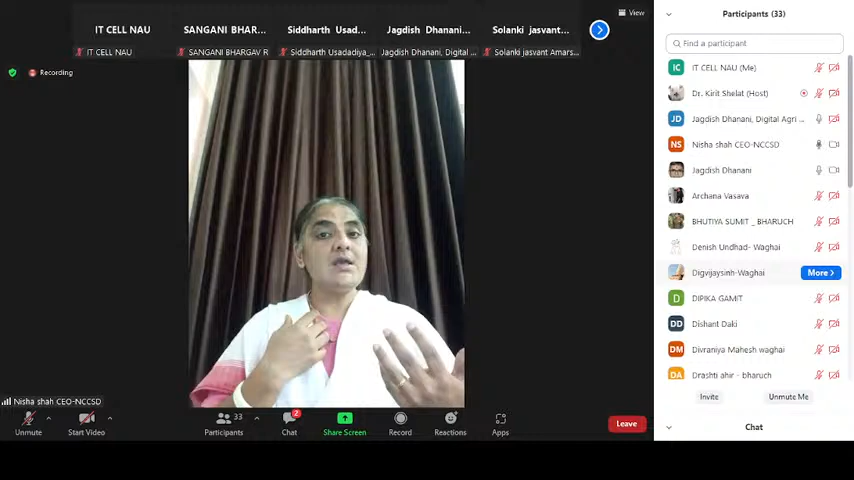 View
IT CELL NAU
SANGANI BHAR...
Siddharth Usad...
Jagdish Dhanani...
Solanki jasvant...
IT CELL NAU
SANGANI BHARGAV R
Siddharth Usadadiya_...
Jagdish Dhanani, Digital ...
Solanki jasvant Amars...
Recording
Nisha shah CEO-NCCSD
Unmute
Start Video
33
Participants
2
Chat
Share Screen
Record
Reactions
Apps
Leave
Participants (33)
Find a participant
IC IT CELL NAU (Me)
Dr. Kirit Shelat (Host)
JD Jagdish Dhanani, Digital Agri ...
NS Nisha shah CEO-NCCSD
Jagdish Dhanani
Archana Vasava
BHUTIYA SUMIT _ BHARUCH
Denish Undhad- Waghai
Digvijaysinh-Waghai More >
D DIPIKA GAMIT
DD Dishant Daki
DM Divraniya Mahesh waghai
DA Drashti ahir - bharuch
Invite
Unmute Me
Chat